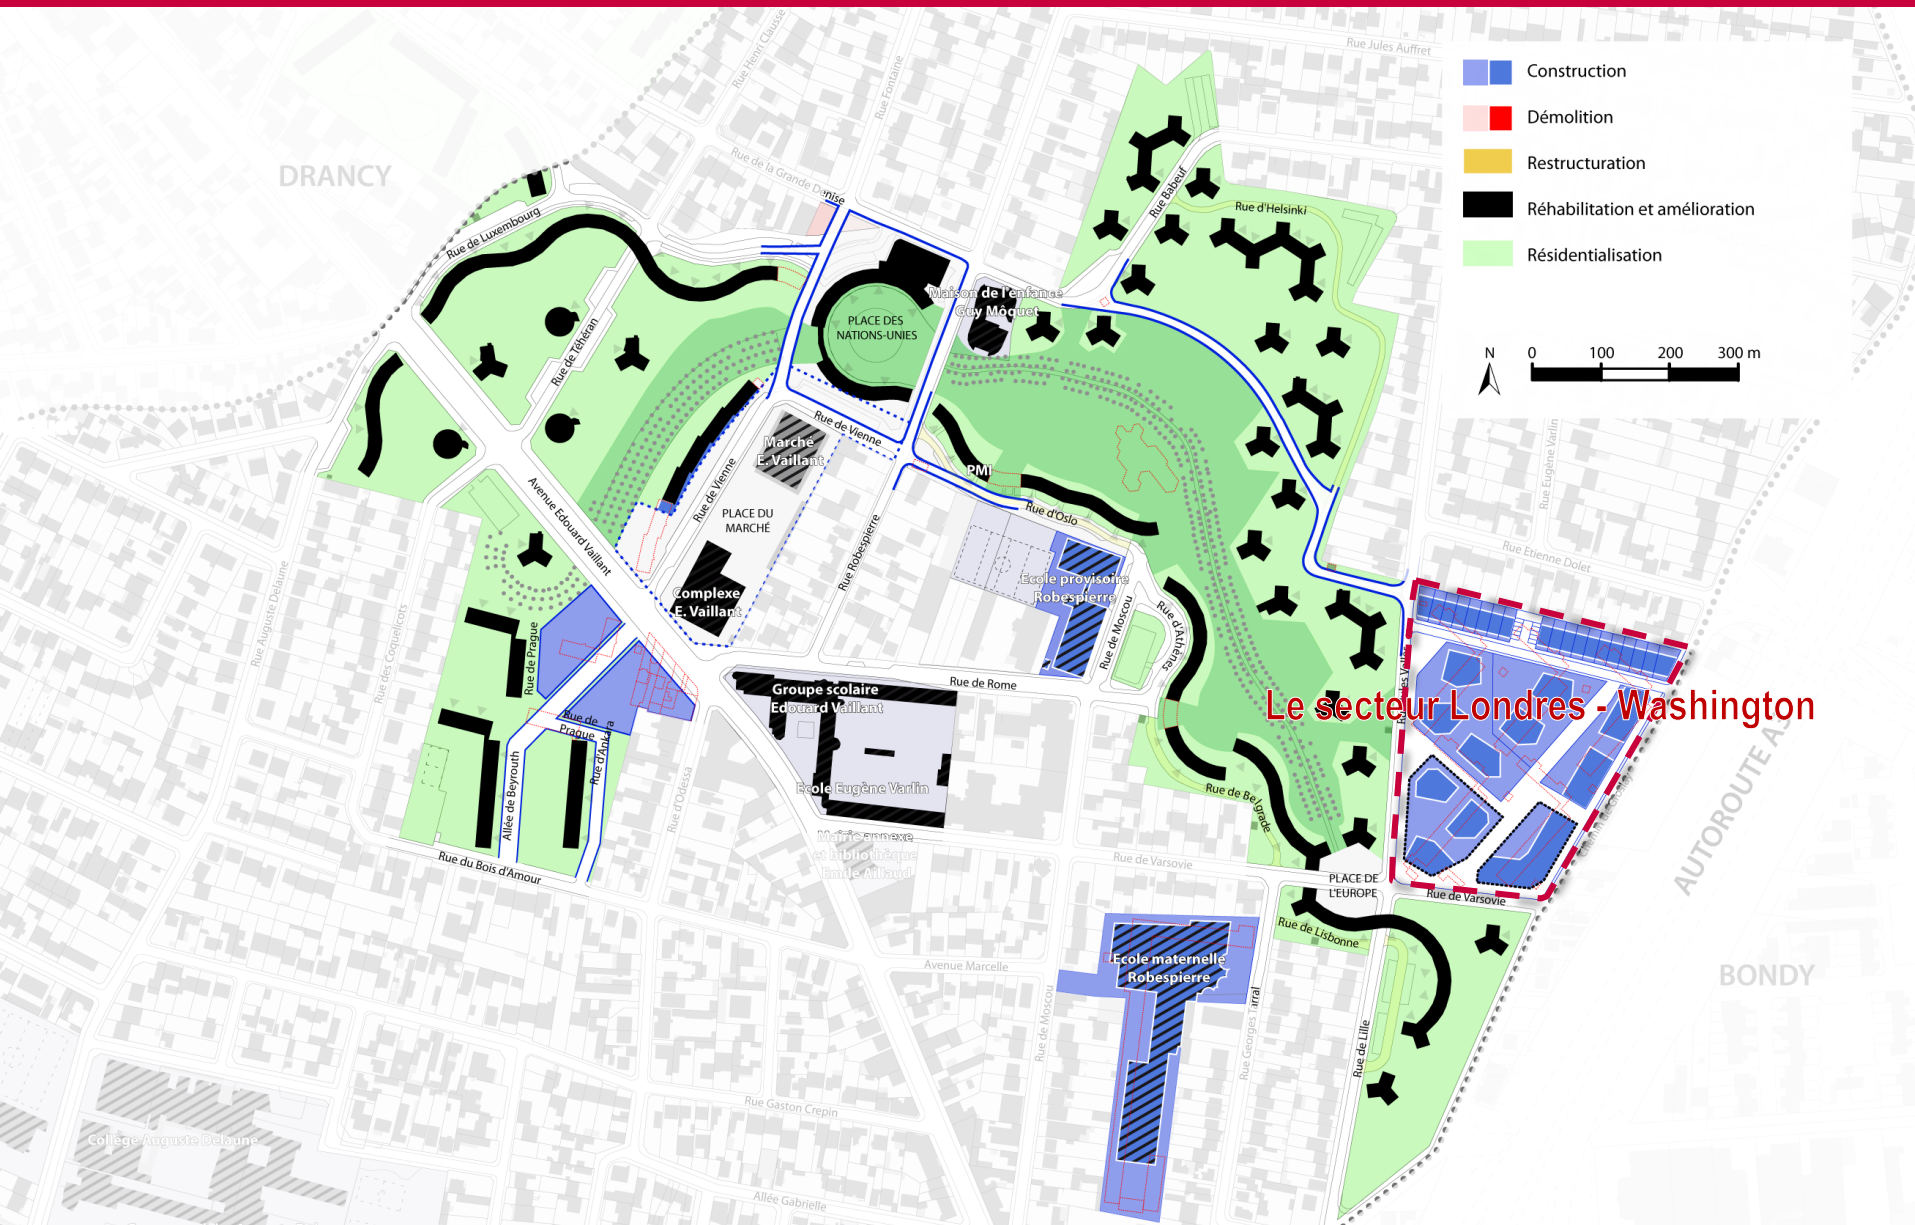 Rue Jules Auffret
Construction
Démolition
Restructuration
Réhabilitation et amélioration
Résidentialisation
N
0 100 200 300 m
DRANCY
Rue Henri Clausse
Rue Fontaine
Rue Babeuf
Rue d'Helsinki
Rue de Luxembourg
Rue de Téhéran
Maison de l'enfance
Guy Môquet
PLACE DES
NATIONS-UNIES
Rue de Vienne
Marché
E. Vaillant
PMI
Rue de Vienne
Avenue Edouard Vaillant
PLACE DU
MARCHÉ
Rue d'Oslo
Rue Robespierre
Rue Eugène Varlin
Rue Etienne Dolet
Ecole provisoire
Robespierre
Complexe
E. Vaillant
Rue de Moscou
Rue d'Athènes
Rue Auguste Delaune
Rue des Coquelicots
Rue de Prague
Rue de Rome
Groupe scolaire
Edouard Vaillant
Le secteur Londres - Washington
Rue de
Prague
Rue d'Ankara
Allée de Beyrouth
Rue d'Odessa
Ecole Eugène Varlin
Rue de Belgrade
AUTOROUTE
Mairie annexe
et bibliothèque
Emile Aillaud
Rue de Varsovie
Rue du Bois d'Amour
PLACE DE
L'EUROPE
Rue de Varsovie
Rue de Lisbonne
Avenue Marcelle
Ecole maternelle
Robespierre
BONDY
Rue de Moscou
Rue Georges Tarral
Rue de Lille
Rue Gaston Crepin
Collège Auguste Delaune
Allée Gabrielle